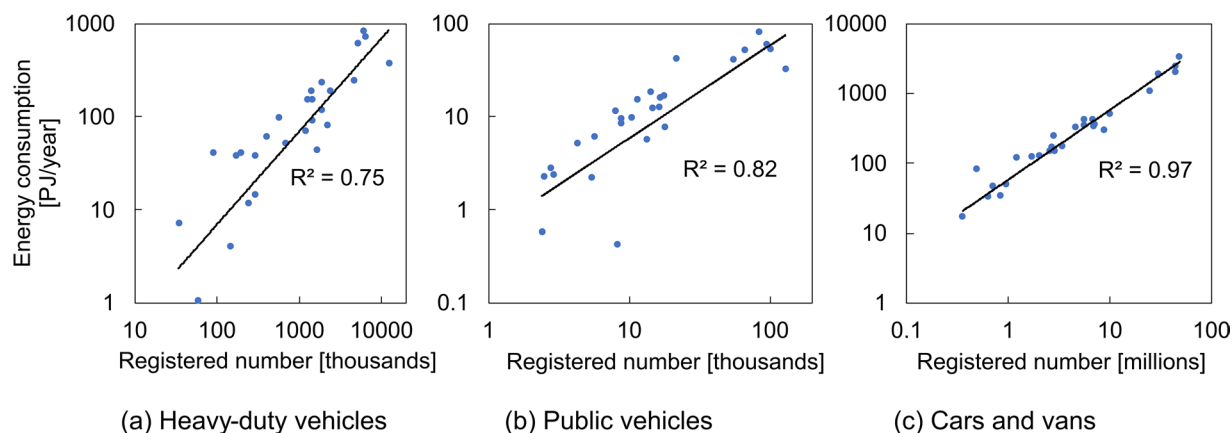 Energy consumption
[PJ/year]
1000
100
10
1
10
100
1000
10000
R² = 0.75
Registered number [thousands]
(a) Heavy-duty vehicles
100
10
1
0.1
1
10
100
R² = 0.82
Registered number [thousands]
(b) Public vehicles
10000
1000
100
10
1
0.1
1
10
100
R² = 0.97
Registered number [millions]
(c) Cars and vans